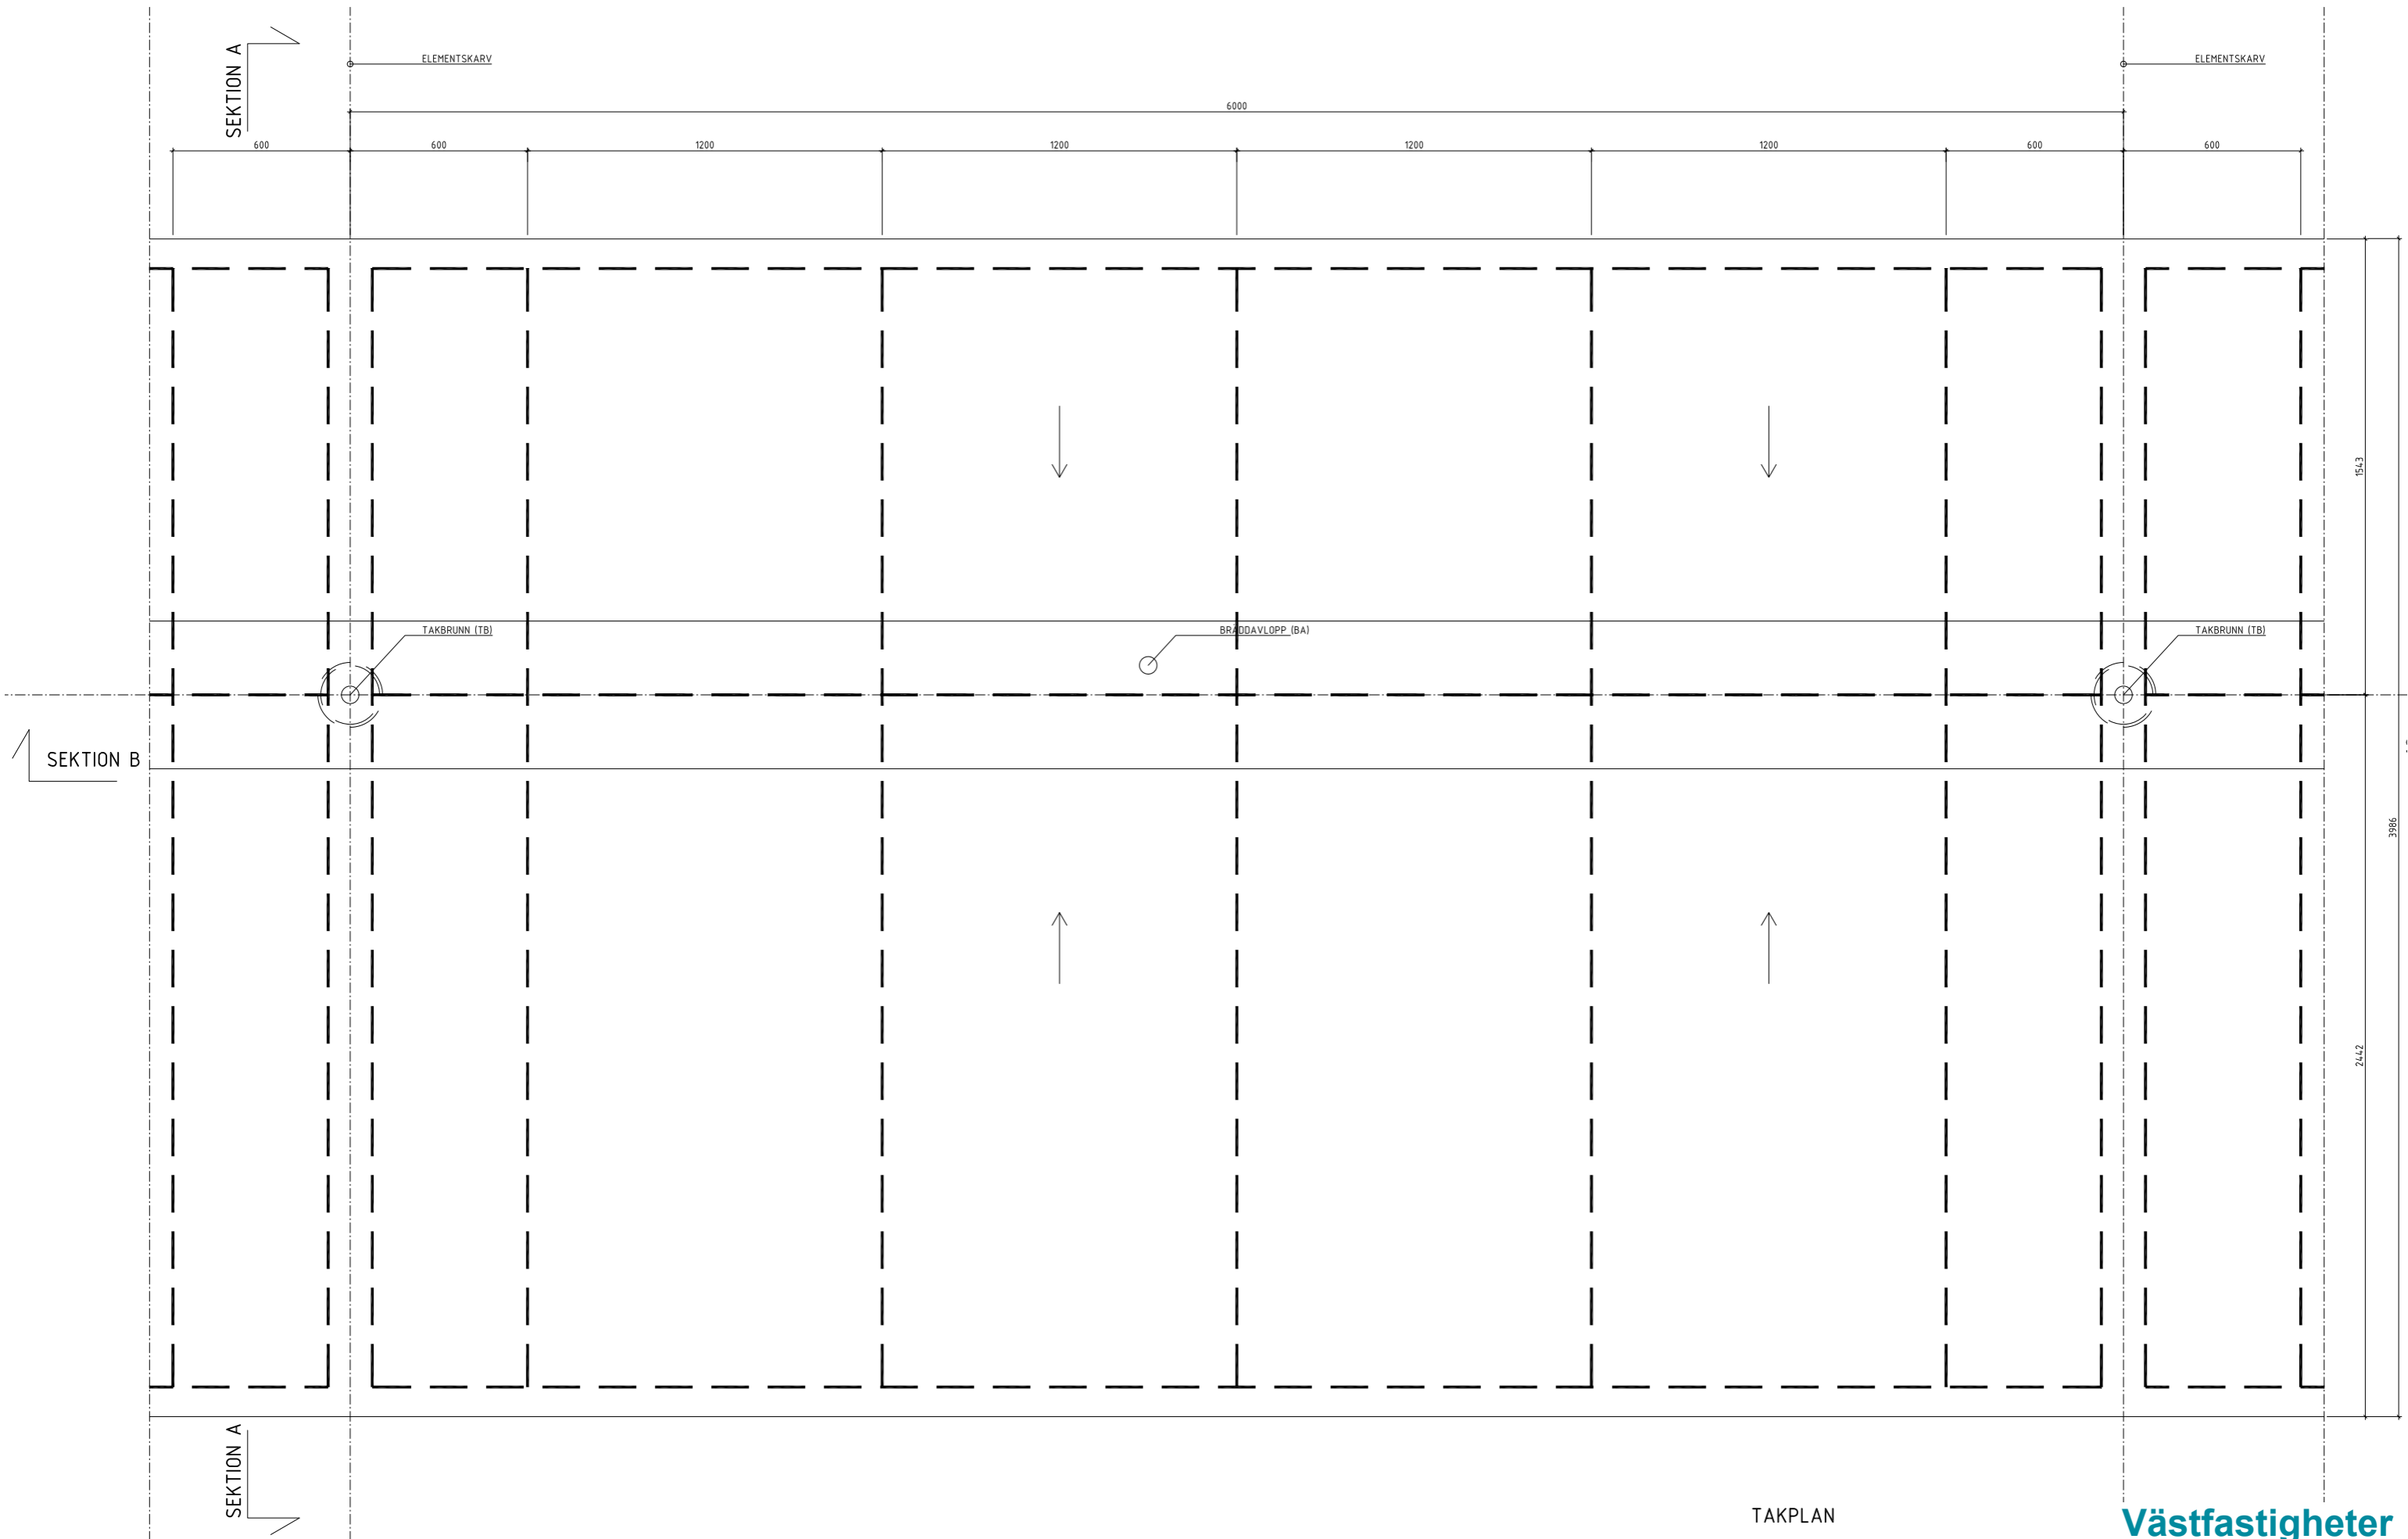 SEKTION A
ELEMENTSKARV
ELEMENTSKARV
6000
600
600
1200
1200
1200
1200
600
600
1543
TAKBRUNN (TB)
BRÄDDAVLOPP (BA)
TAKBRUNN (TB)
SEKTION B
3986
2442
SEKTION A
TAKPLAN
Västfastigheter